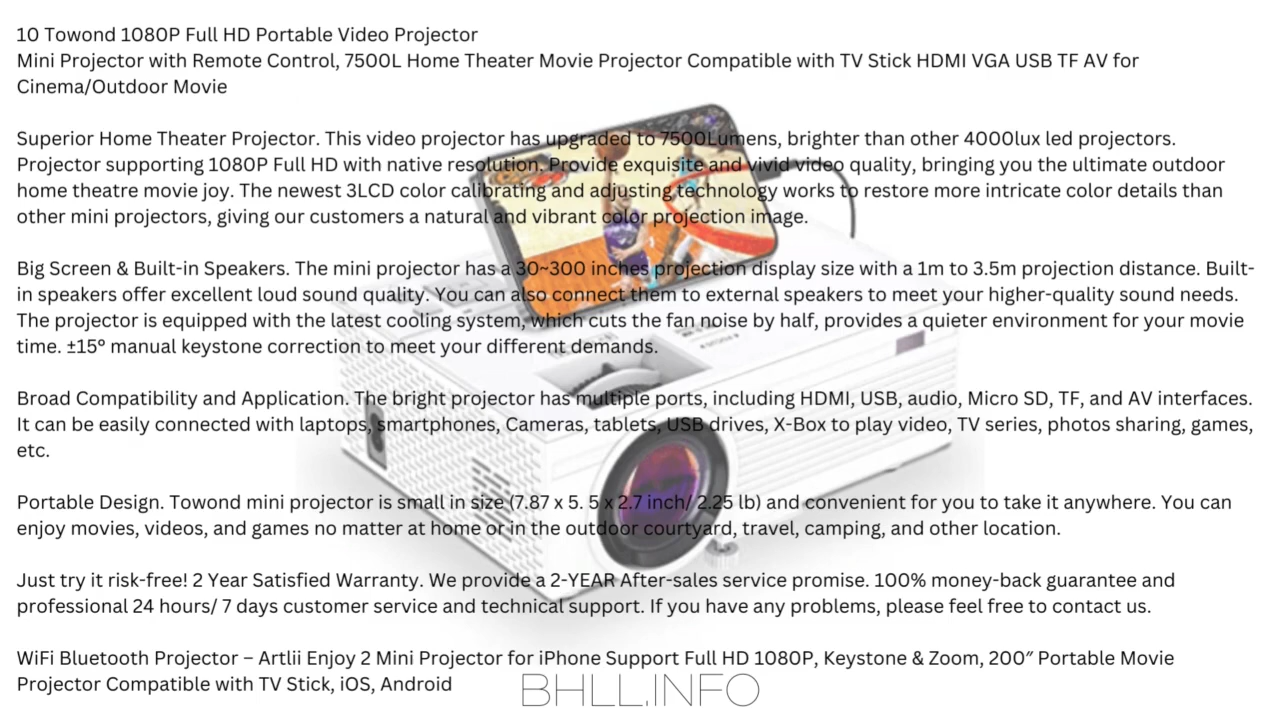 10 Towond 1080P Full HD Portable Video Projector
Mini Projector with Remote Control, 7500L Home Theater Movie Projector Compatible with TV Stick HDMI VGA USB TF AV for
Cinema/Outdoor Movie
Superior Home Theater Projector. This video projector has upgraded to 7500Lumens, brighter than other 4000lux led projectors.
Projector supporting 1080P Full HD with native resolution. Provide exquisite and vivid video quality, bringing you the ultimate outdoor
home theatre movie joy. The newest 3LCD color calibrating and adjusting technology works to restore more intricate color details than
other mini projectors, giving our customers a natural and vibrant color projection image.
Big Screen & Built-in Speakers. The mini projector has a 30~300 inches projection display size with a 1m to 3.5m projection distance. Built-
in speakers offer excellent loud sound quality. You can also connect them to external speakers to meet your higher-quality sound needs.
The projector is equipped with the latest cooling system, which cuts the fan noise by half, provides a quieter environment for your movie
time. ±15° manual keystone correction to meet your different demands.
Broad Compatibility and Application. The bright projector has multiple ports, including HDMI, USB, audio, Micro SD, TF, and AV interfaces.
It can be easily connected with laptops, smartphones, Cameras, tablets, USB drives, X-Box to play video, TV series, photos sharing, games,
etc.
Portable Design. Towond mini projector is small in size (7.87 x 5. 5 x 2.7 inch/ 2.25 lb) and convenient for you to take it anywhere. You can
enjoy movies, videos, and games no matter at home or in the outdoor courtyard, travel, camping, and other location.
Just try it risk-free! 2 Year Satisfied Warranty. We provide a 2-YEAR After-sales service promise. 100% money-back guarantee and
professional 24 hours/ 7 days customer service and technical support. If you have any problems, please feel free to contact us.
WiFi Bluetooth Projector – Artlii Enjoy 2 Mini Projector for iPhone Support Full HD 1080P, Keystone & Zoom, 200″ Portable Movie
Projector Compatible with TV Stick, iOS, Android
BHLL.INFO